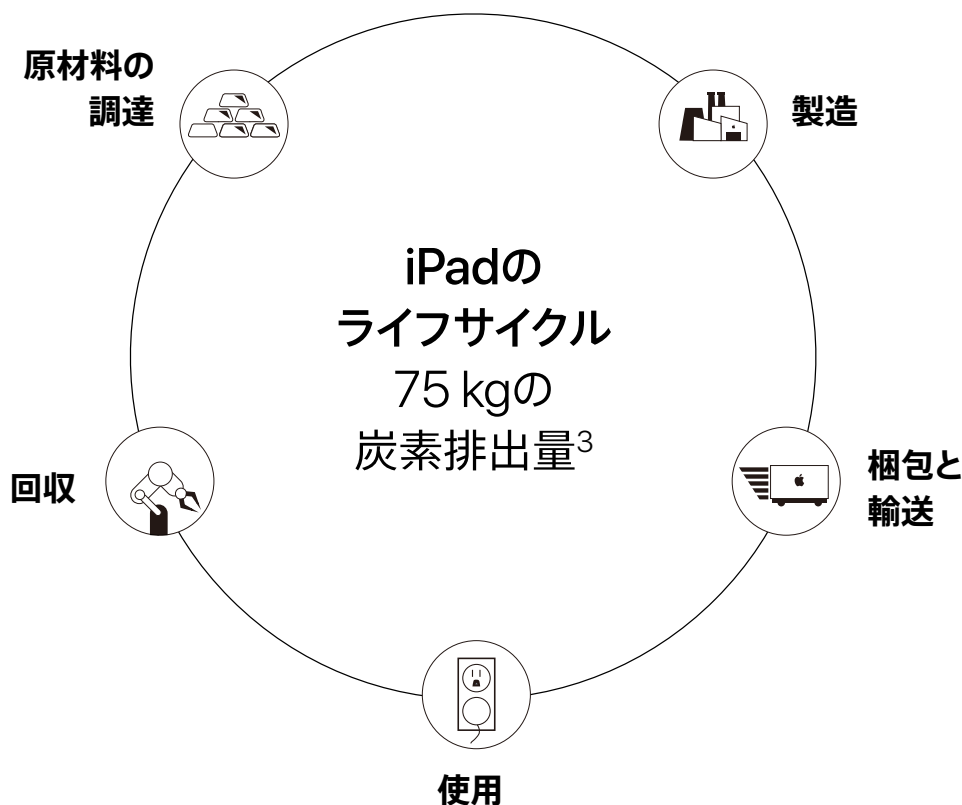 原材料の
調達
製造
iPadの
ライフサイクル
75 kgの
炭素排出量3
回収
梱包と
輸送
使用